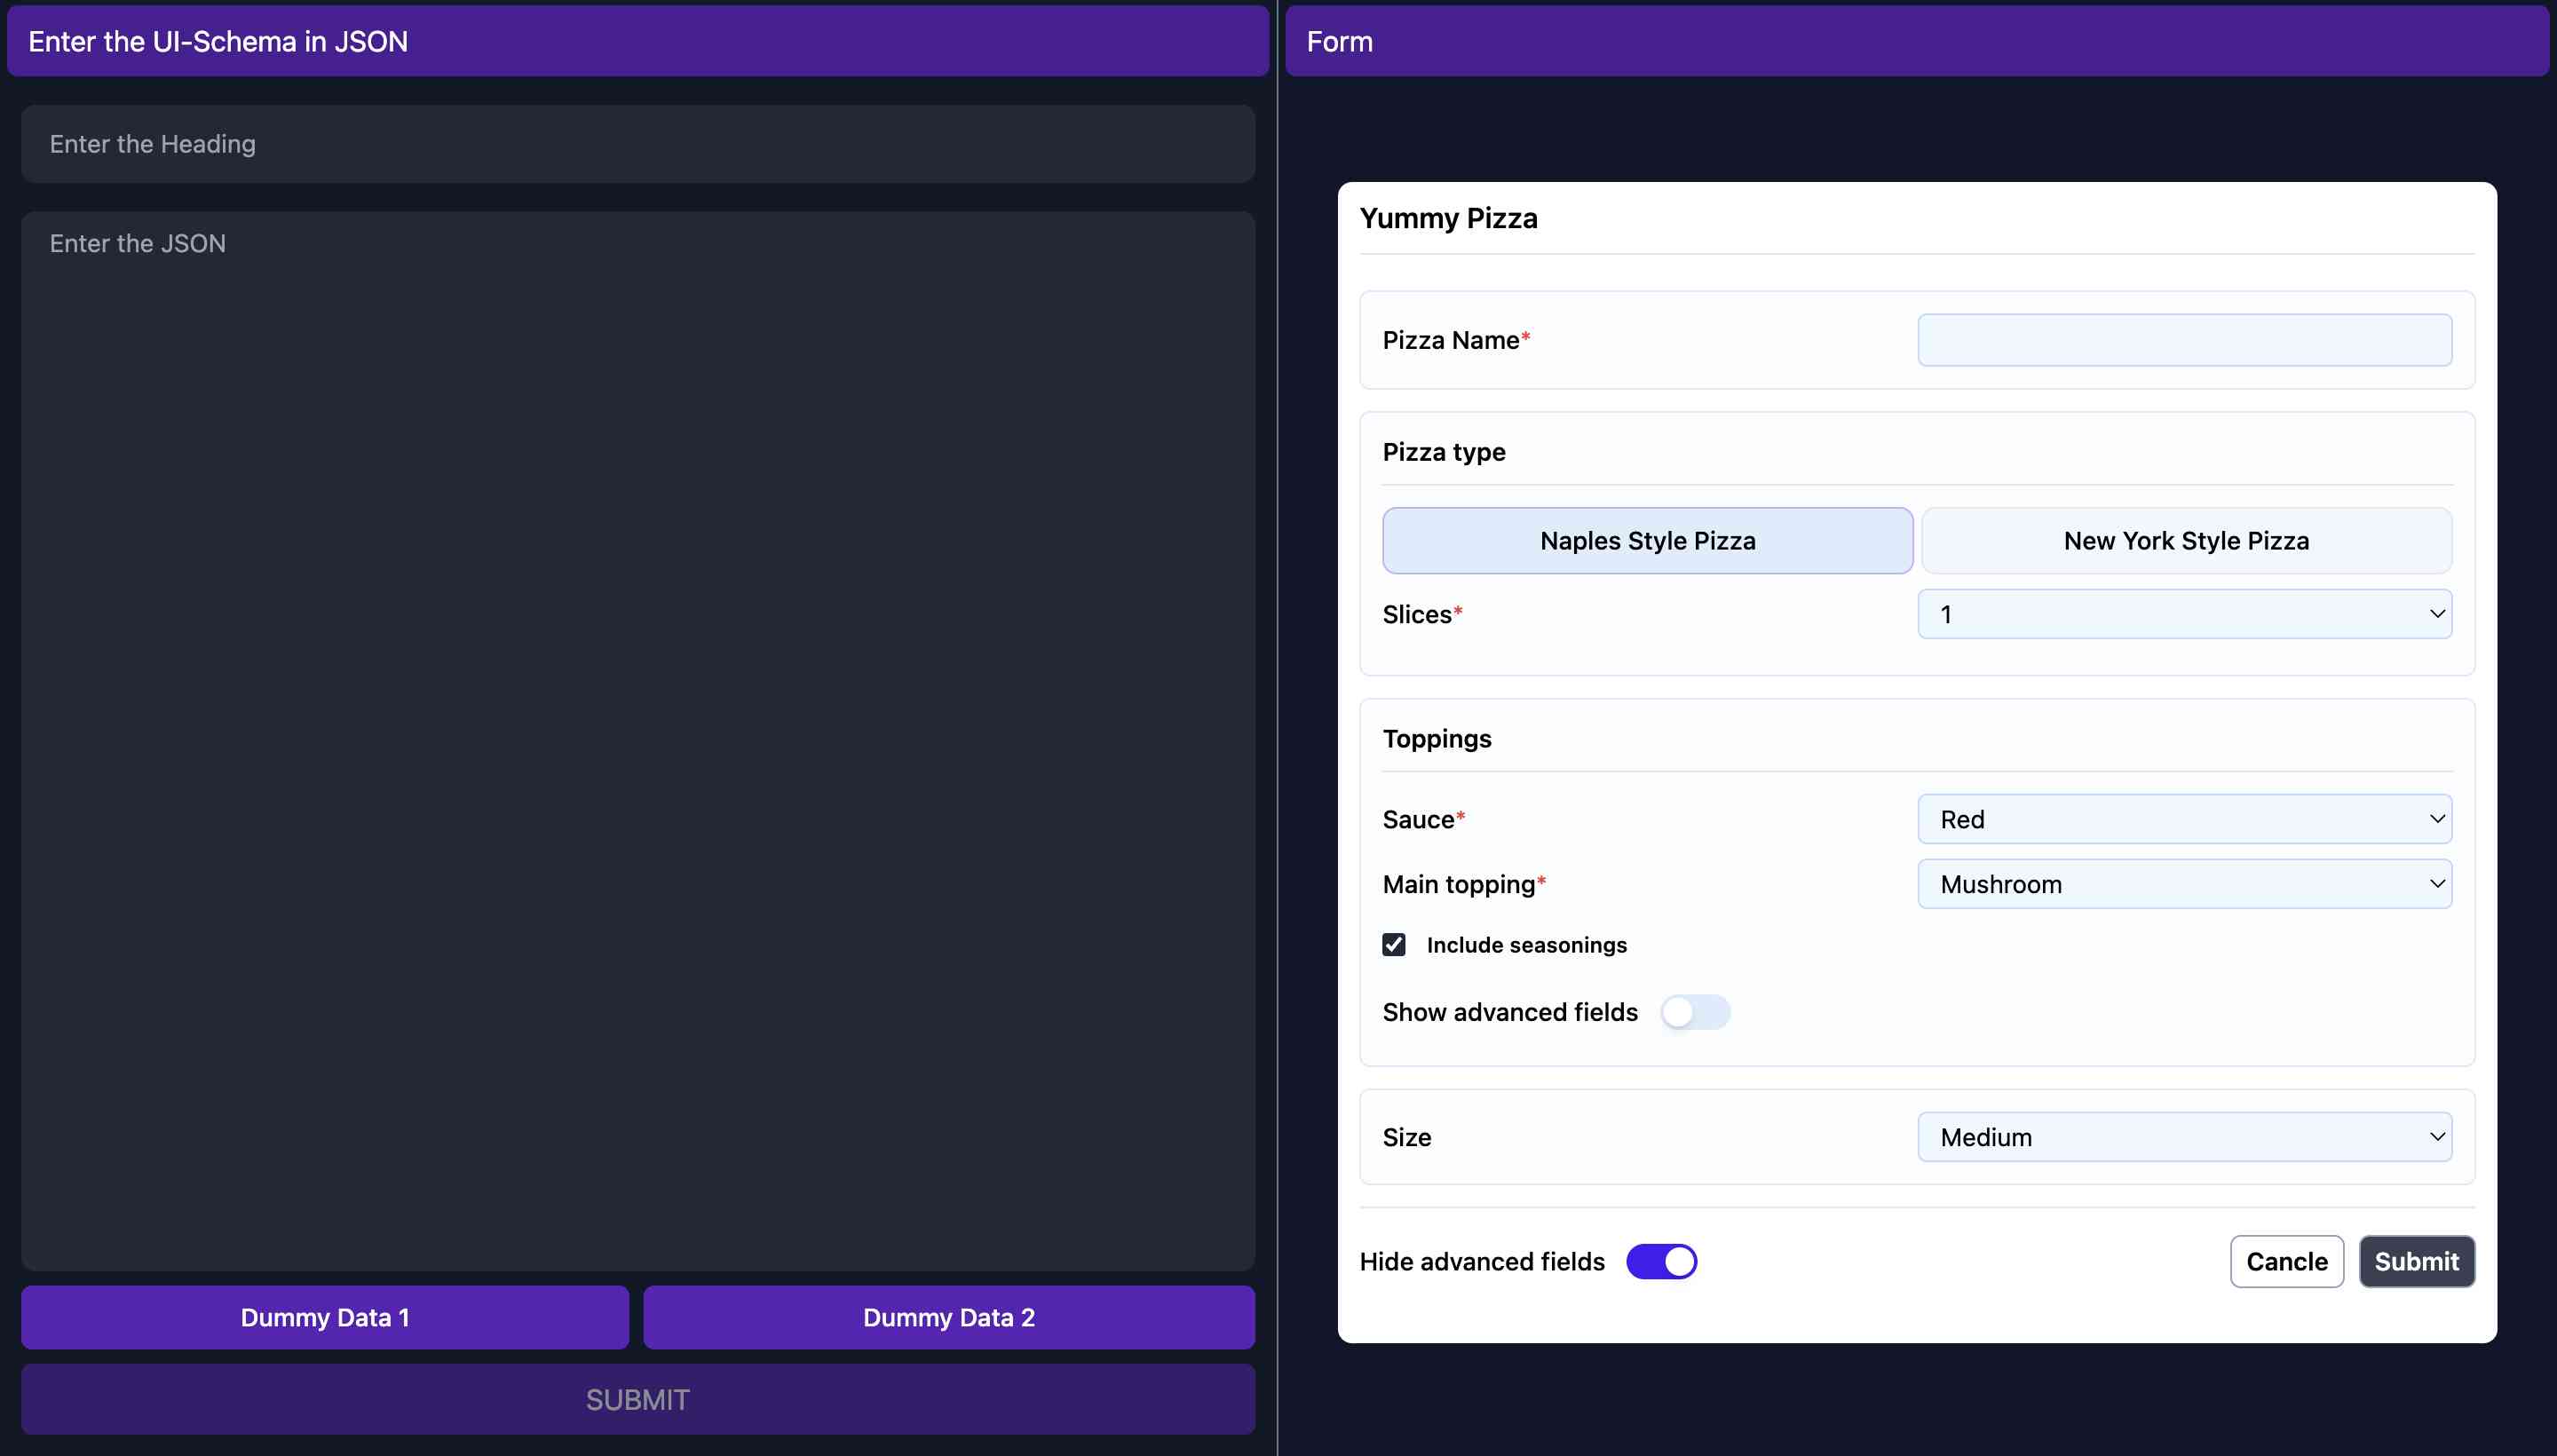 Enter the UI-Schema in JSON
Enter the Heading
Enter the JSON
Dummy Data 1
Dummy Data 2
SUBMIT
Form
Yummy Pizza
Pizza Name*
Pizza type
Naples Style Pizza
New York Style Pizza
Slices*
1
Toppings
Sauce*
Red
Main topping*
Mushroom
Include seasonings
Show advanced fields
Size
Medium
Hide advanced fields
Cancle
Submit